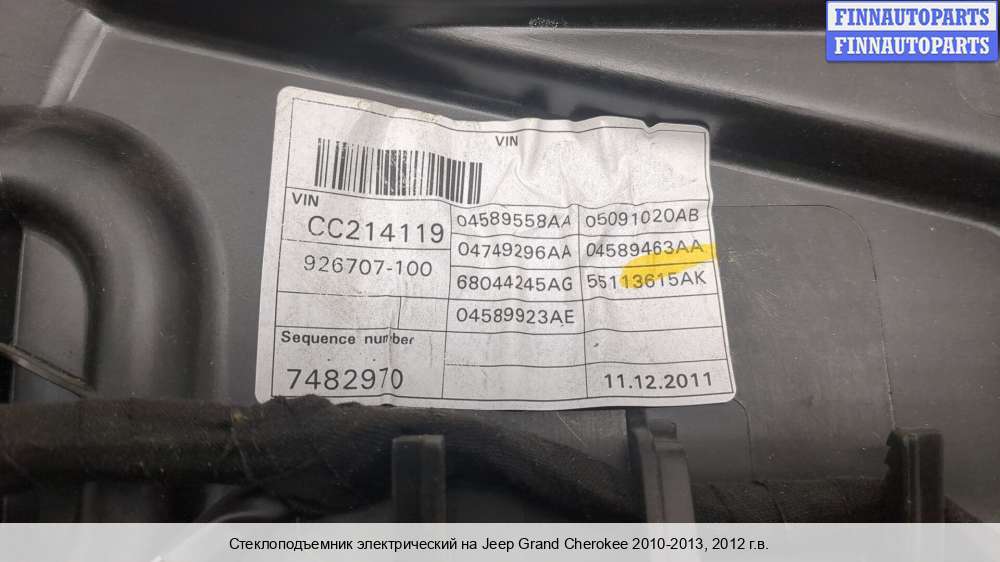 FINNAUTOPARTS
FINNAUTOPARTS
VIN
VIN
CC214119
926707-100
04589558AA 05091020AB
04749296AA 04589463AA
68044245AG 55113615AK
04589923AE
Sequence number
7482970
11.12.2011
Стеклоподъемник электрический на Jeep Grand Cherokee 2010-2013, 2012 г.в.